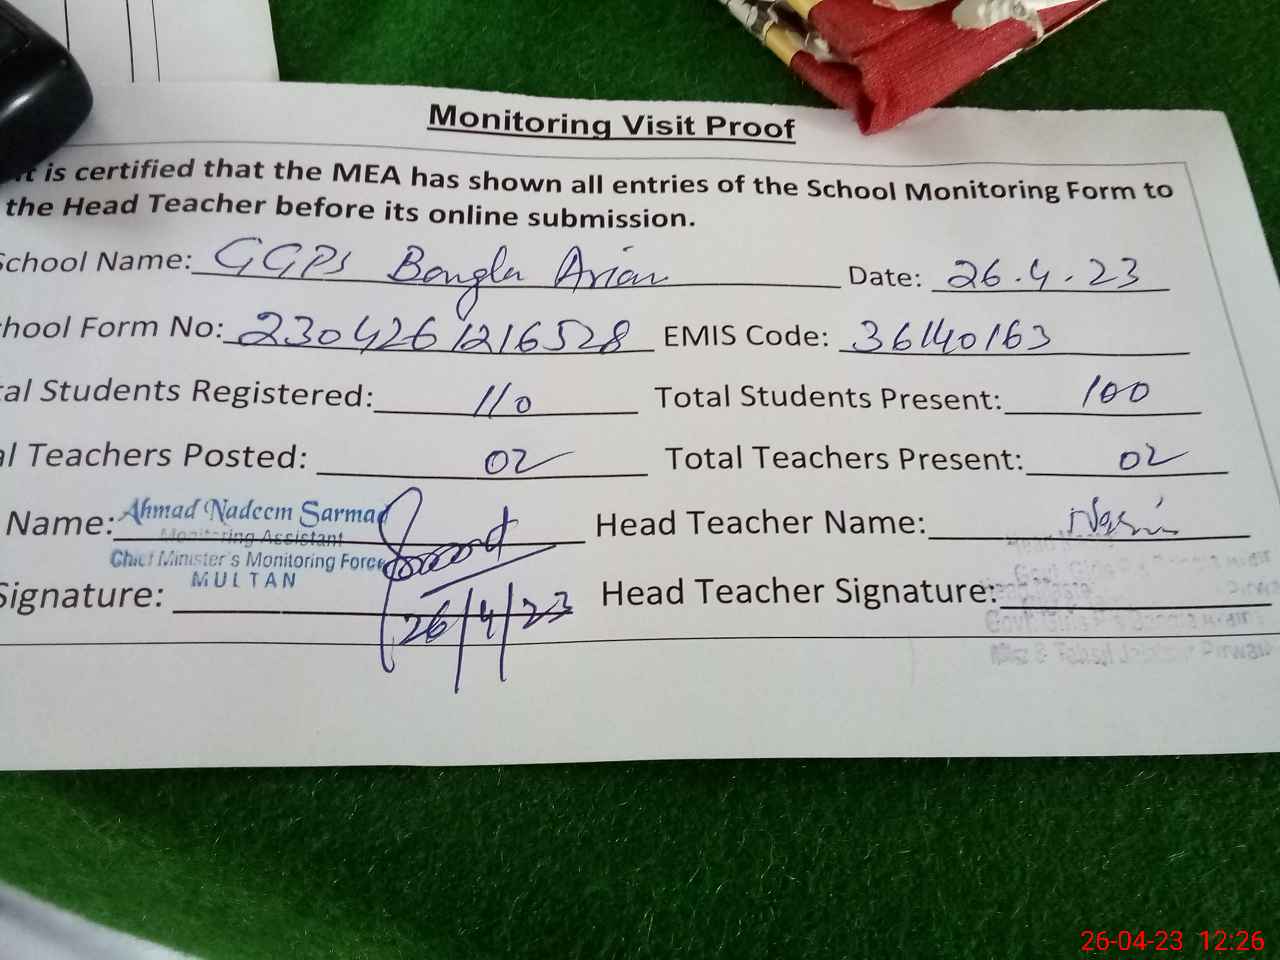 Monitoring Visit Proof
It is certified that the MEA has shown all entries of the School Monitoring Form to
the Head Teacher before its online submission.
School Name: GGPS Bangla Arian Date: 26.4.23
hool Form No: 2304261216528 EMIS Code: 36140163
tal Students Registered: 110 Total Students Present: 100
al Teachers Posted: 02 Total Teachers Present: 02
Name: Ahmad Nadeem Sarmad Head Teacher Name:
Monitoring Assistant
Chief Minister's Monitoring Force
MULTAN
Signature: 26/4/23 Head Teacher Signature:
26-04-23 12:26